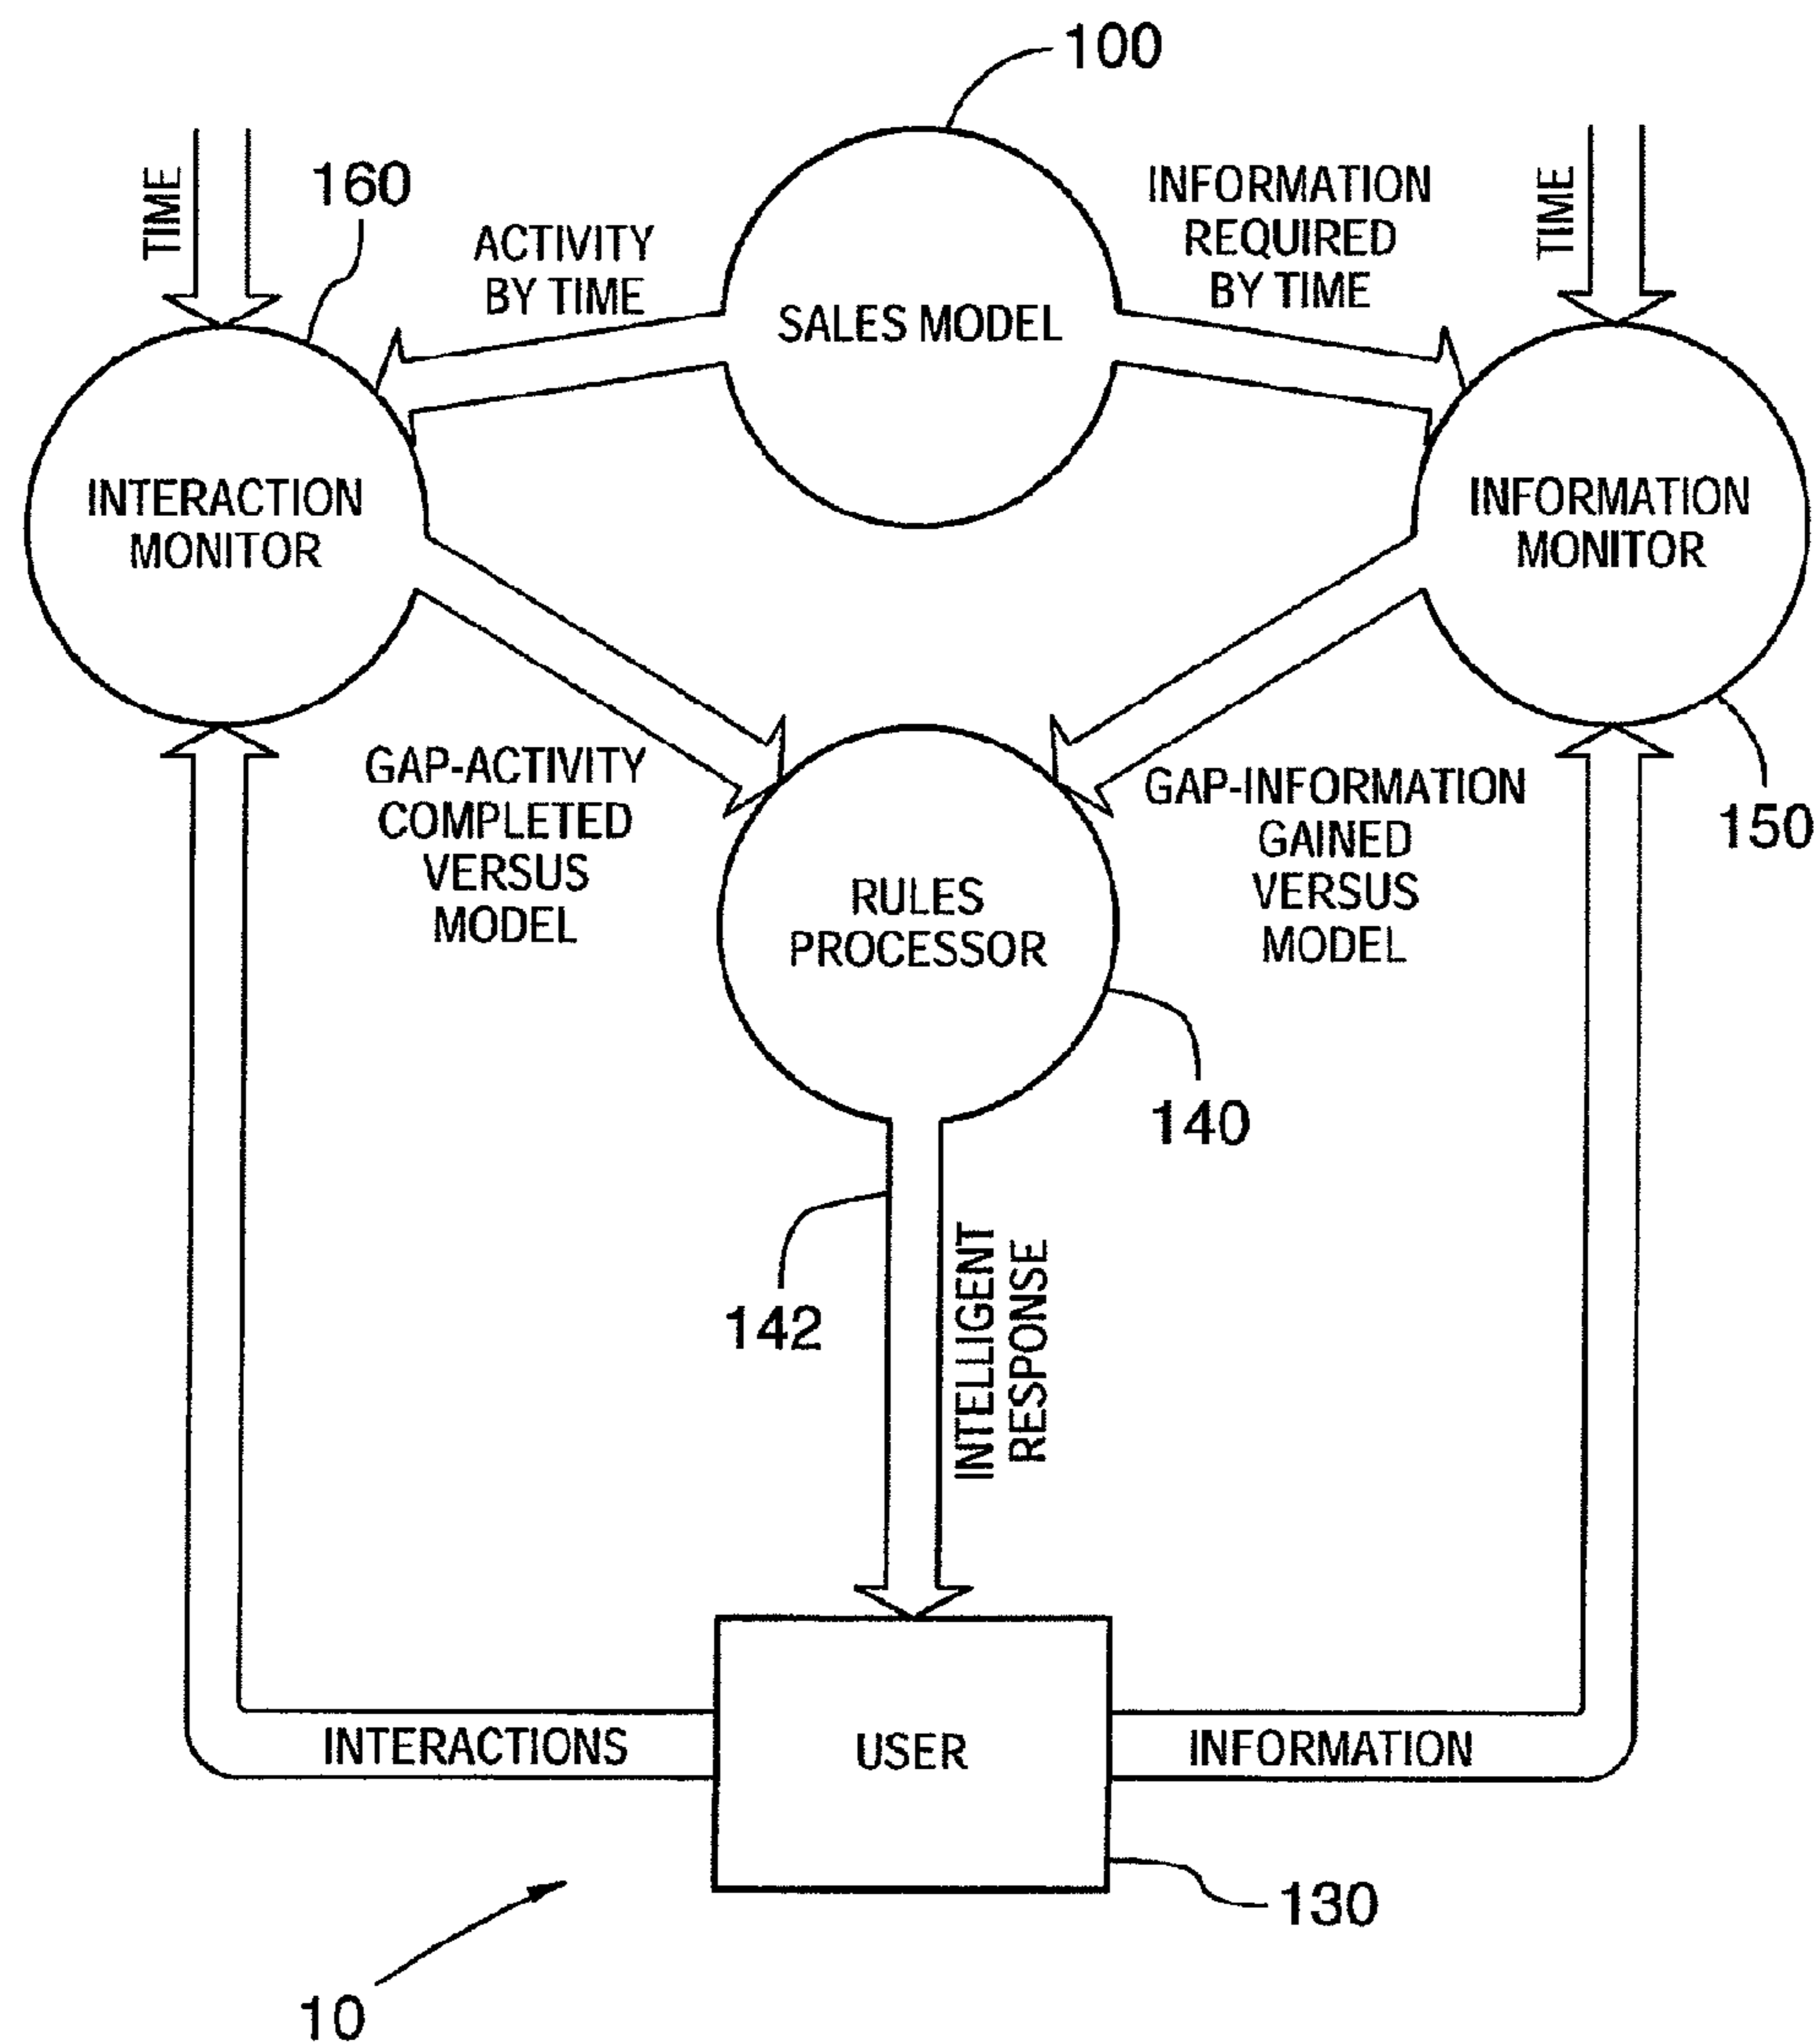 100
TIME
160
ACTIVITY
BY TIME
INFORMATION
REQUIRED
BY TIME
TIME
SALES MODEL
INTERACTION
MONITOR
INFORMATION
MONITOR
150
GAP-ACTIVITY
COMPLETED
VERSUS
MODEL
GAP-INFORMATION
GAINED
VERSUS
MODEL
RULES
PROCESSOR
140
142
INTELLIGENT
RESPONSE
INTERACTIONS
USER
INFORMATION
130
10